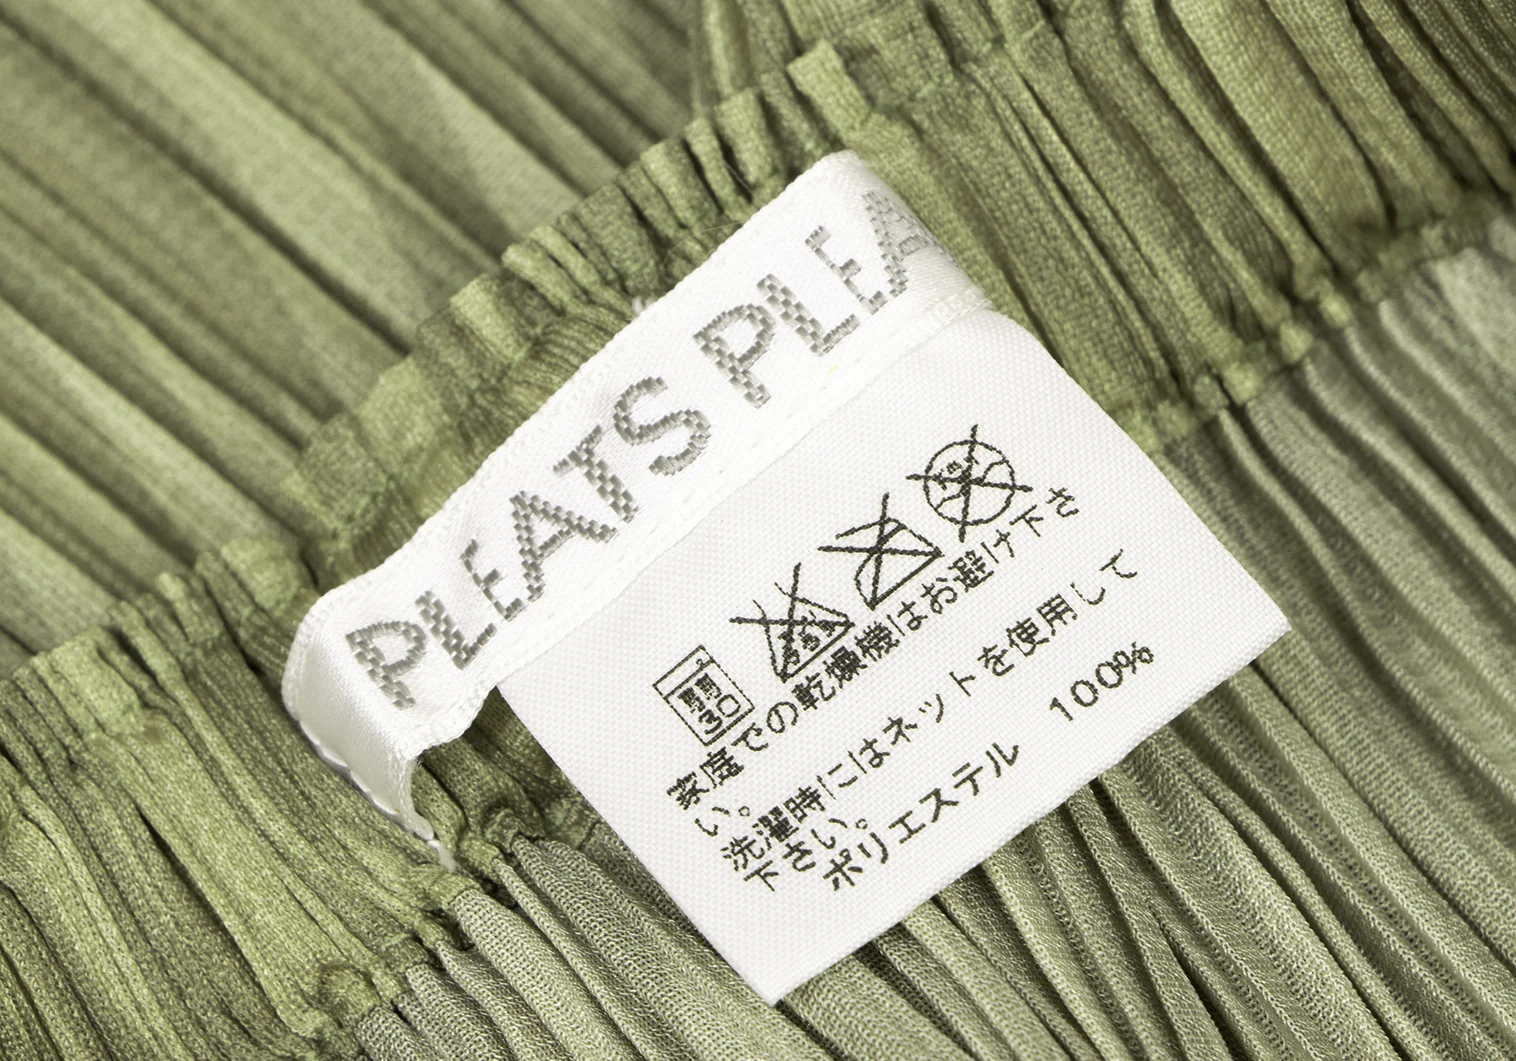 PLEATS PLEA
弱 30
家庭での乾燥機はお避け下さ
い。
洗濯時にはネットを使用して
下さい。
ポリエステル 100%